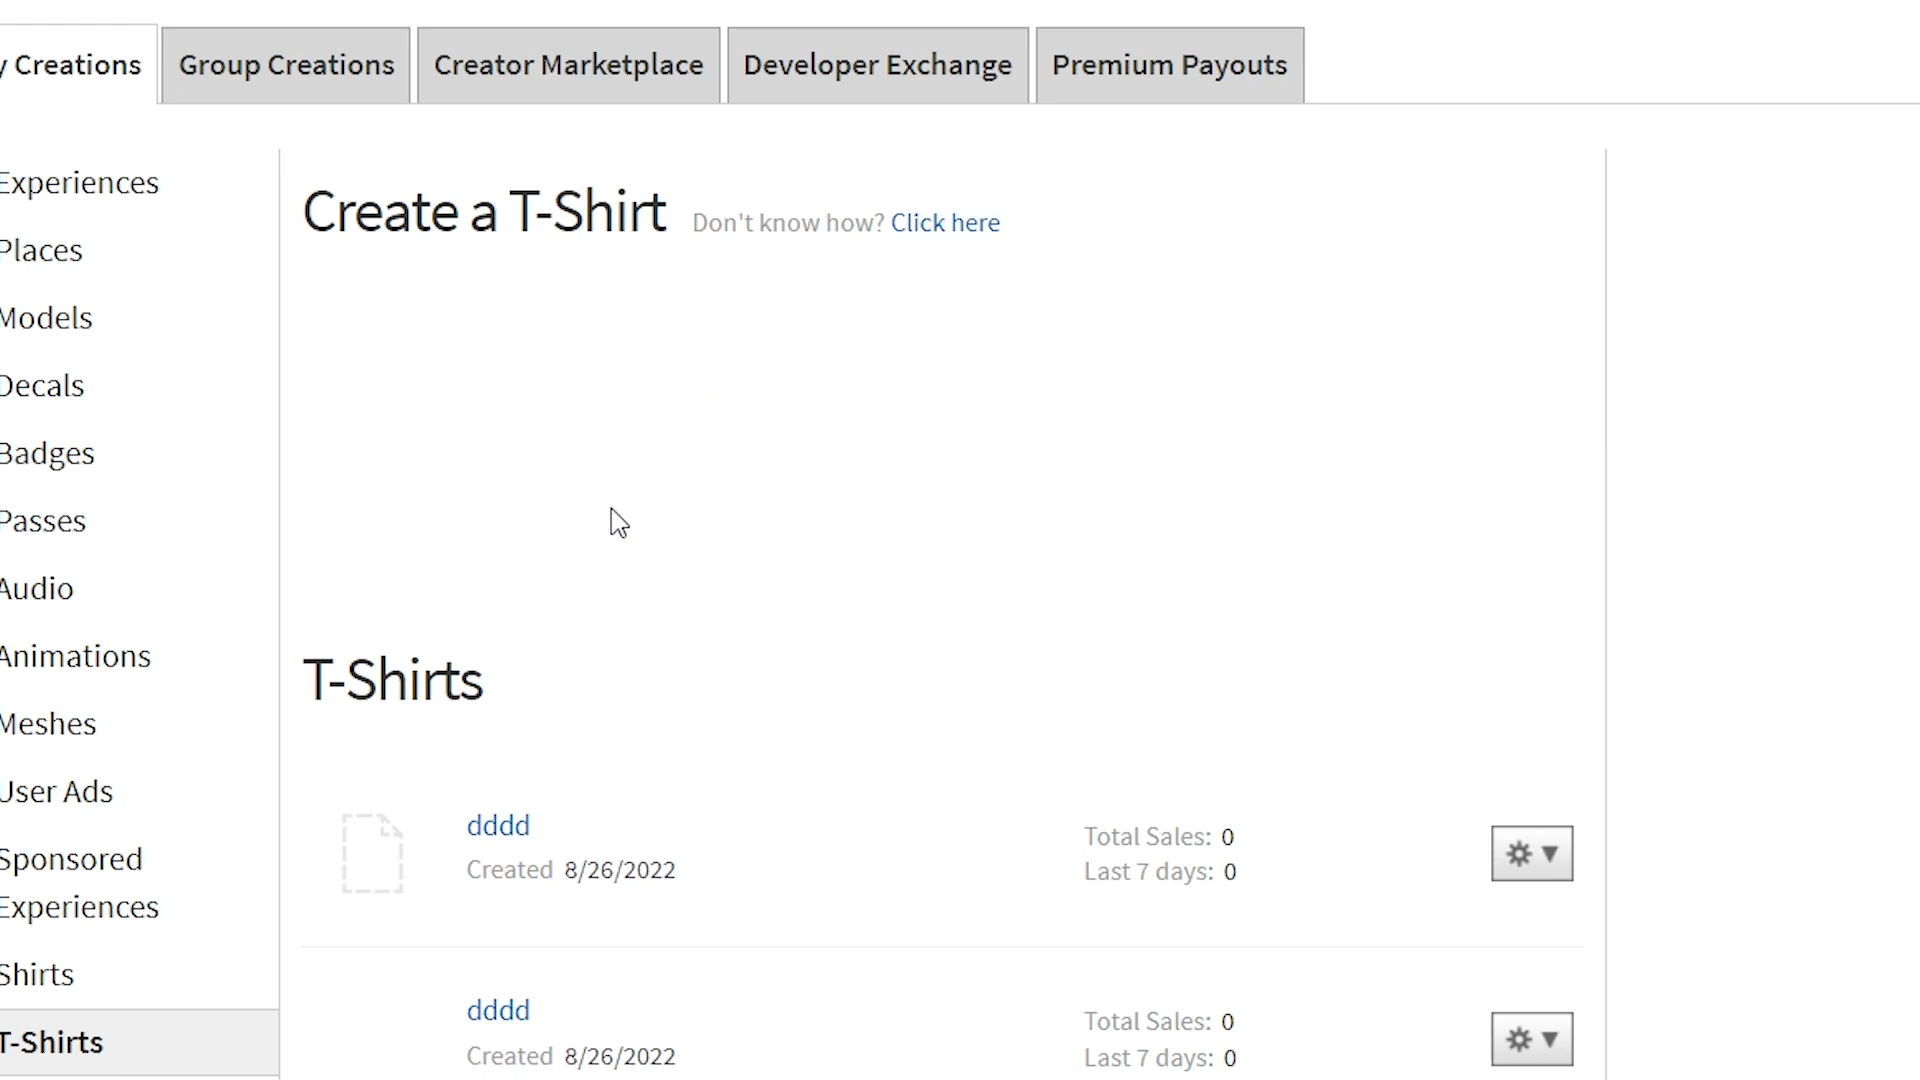 y Creations Group Creations Creator Marketplace Developer Exchange Premium Payouts
Experiences
Places
Models
Decals
Badges
Passes
Audio
Animations
Meshes
User Ads
Sponsored
Experiences
Shirts
T-Shirts
Create a T-Shirt Don't know how? Click here
T-Shirts
dddd
Created 8/26/2022
Total Sales: 0
Last 7 days: 0
dddd
Created 8/26/2022
Total Sales: 0
Last 7 days: 0